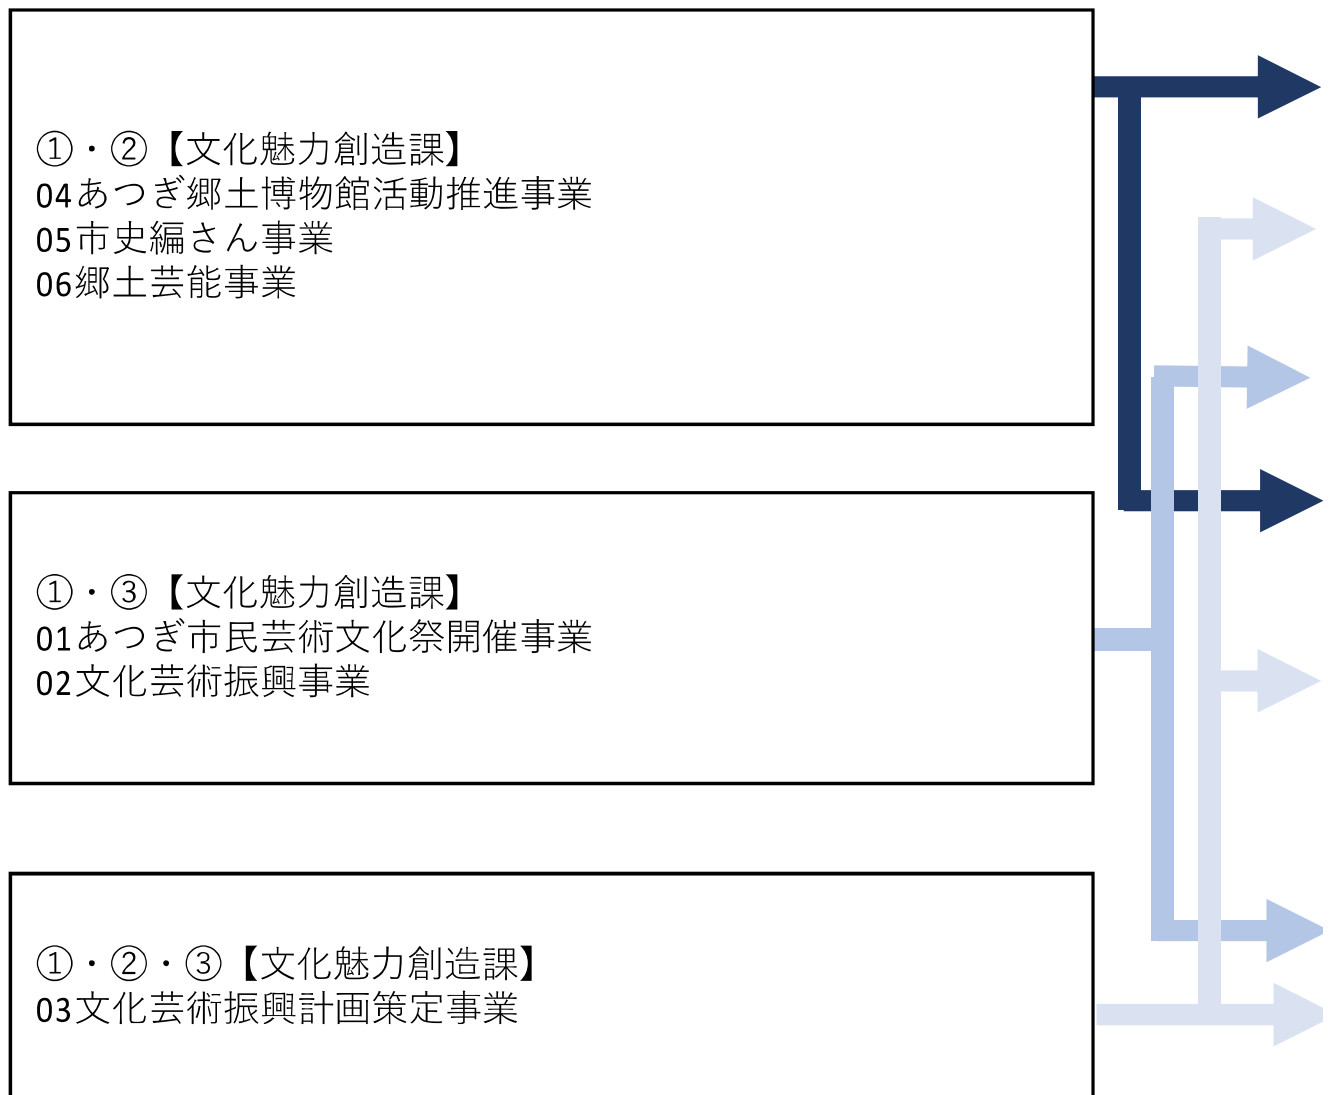 ①・②【文化魅力創造課】
04あつぎ郷土博物館活動推進事業
05市史編さん事業
06郷土芸能事業
①・③【文化魅力創造課】
01あつぎ市民芸術文化祭開催事業
02文化芸術振興事業
①・②・③【文化魅力創造課】
03文化芸術振興計画策定事業